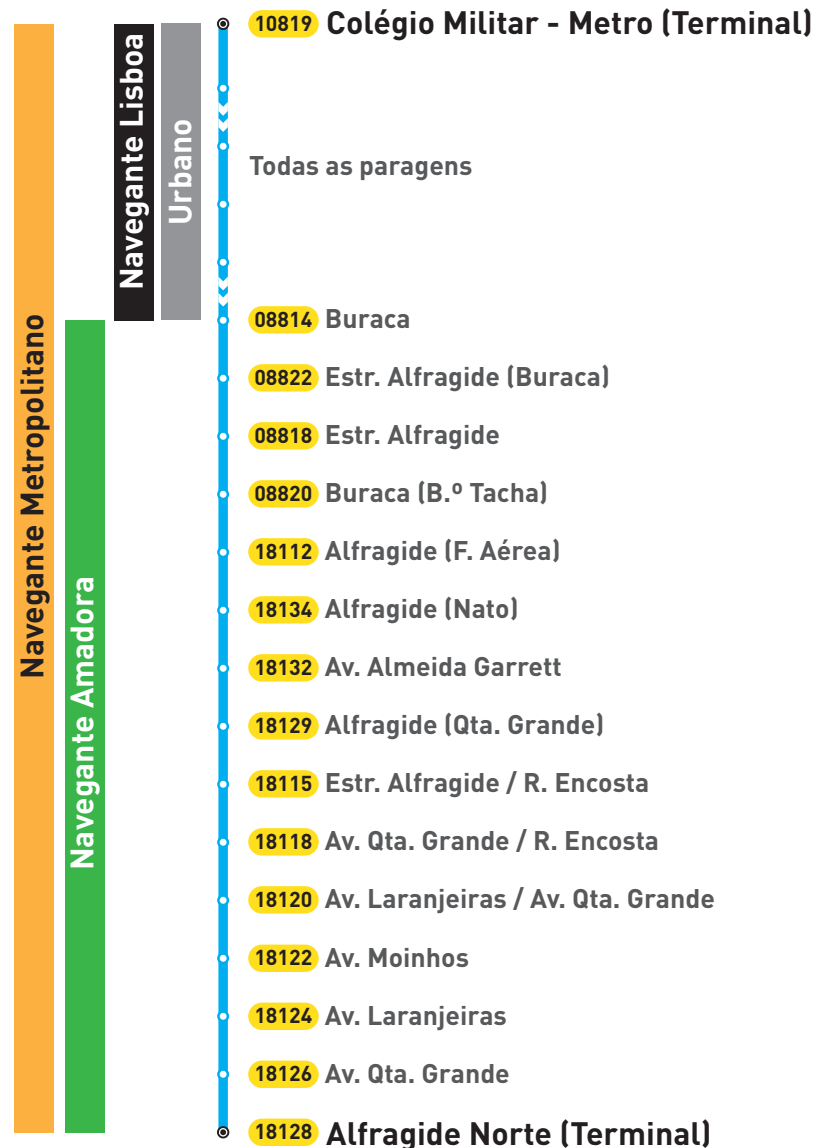 Navegante Metropolitano
Navegante Amadora
Navegante Lisboa
Urbano
10819 Colégio Militar - Metro (Terminal)
Todas as paragens
08814 Buraca
08822 Estr. Alfragide (Buraca)
08818 Estr. Alfragide
08820 Buraca (B.º Tacha)
18112 Alfragide (F. Aérea)
18134 Alfragide (Nato)
18132 Av. Almeida Garrett
18129 Alfragide (Qta. Grande)
18115 Estr. Alfragide / R. Encosta
18118 Av. Qta. Grande / R. Encosta
18120 Av. Laranjeiras / Av. Qta. Grande
18122 Av. Moinhos
18124 Av. Laranjeiras
18126 Av. Qta. Grande
18128 Alfragide Norte (Terminal)